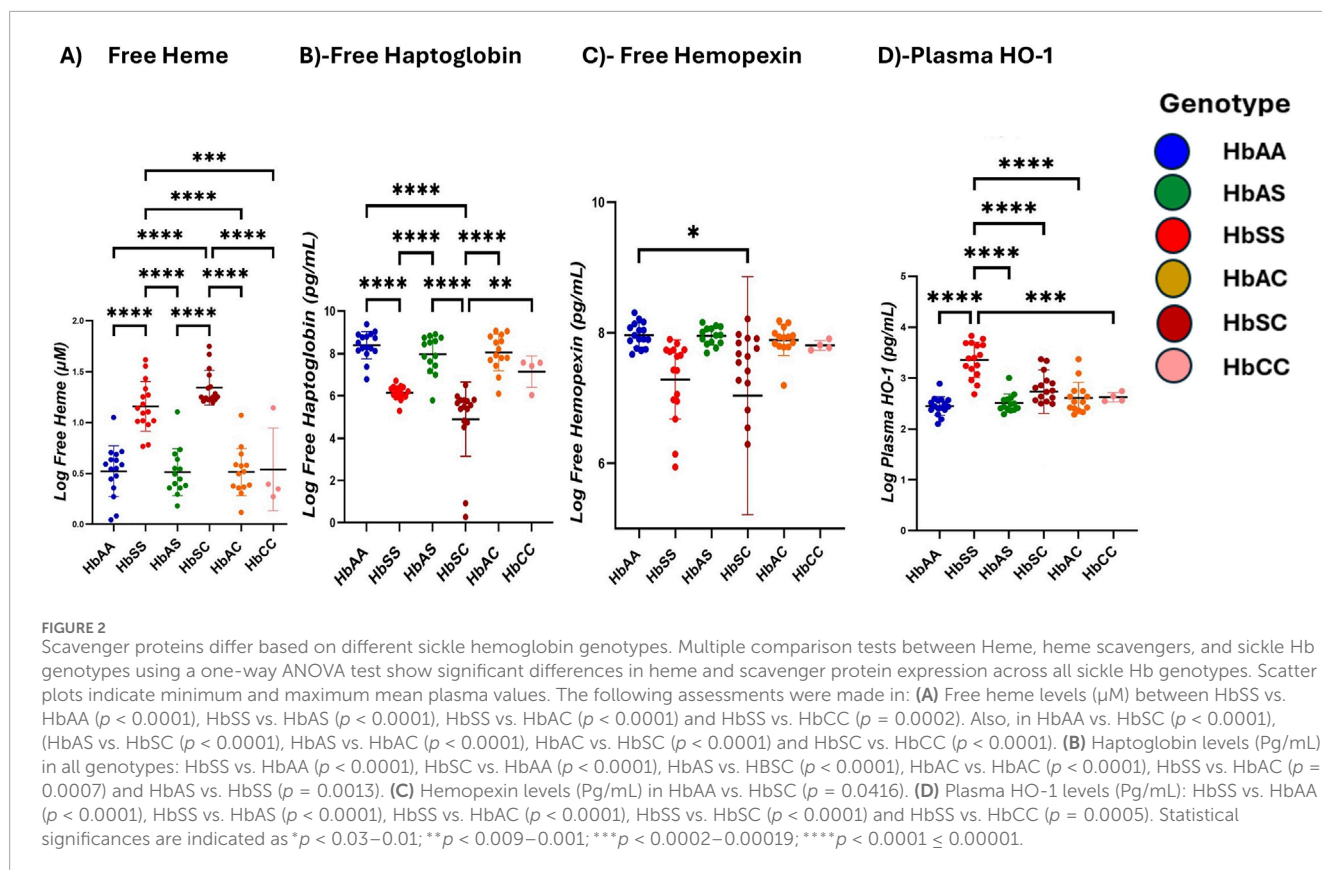 A) Free Heme
B)-Free Haptoglobin
C)- Free Hemopexin
D)-Plasma HO-1
Genotype
HbAA
HbAS
HbSS
HbAC
HbSC
HbCC
***
****
**** ****
**** ****
**** ****
Log Free Heme (µM)
2.0
1.5
1.0
0.5
0.0
HbAA HbSS HbAS HbSC HbAC HbCC
****
**** ****
**** **** **
Log Free Haptoglobin (pg/mL)
10
8
6
4
2
0
HbAA HbSS HbAS HbSC HbAC HbCC
*
Log Free Hemopexin (pg/mL)
10
8
6
HbAA HbSS HbAS HbSC HbAC HbCC
****
****
****
**** ***
Log Plasma HO-1 (pg/mL)
5
4
3
2
1
0
HbAA HbSS HbAS HbSC HbAC HbCC
FIGURE 2
Scavenger proteins differ based on different sickle hemoglobin genotypes. Multiple comparison tests between Heme, heme scavengers, and sickle Hb
genotypes using a one-way ANOVA test show significant differences in heme and scavenger protein expression across all sickle Hb genotypes. Scatter
plots indicate minimum and maximum mean plasma values. The following assessments were made in: (A) Free heme levels (µM) between HbSS vs.
HbAA (p < 0.0001), HbSS vs. HbAS (p < 0.0001), HbSS vs. HbAC (p < 0.0001) and HbSS vs. HbCC (p = 0.0002). Also, in HbAA vs. HbSC (p < 0.0001),
(HbAS vs. HbSC (p < 0.0001), HbAS vs. HbAC (p < 0.0001), HbAC vs. HbSC (p < 0.0001) and HbSC vs. HbCC (p < 0.0001). (B) Haptoglobin levels (Pg/mL)
in all genotypes: HbSS vs. HbAA (p < 0.0001), HbSC vs. HbAA (p < 0.0001), HbAS vs. HBSC (p < 0.0001), HbAC vs. HbAC (p < 0.0001), HbSS vs. HbAC (p =
0.0007) and HbAS vs. HbSS (p = 0.0013). (C) Hemopexin levels (Pg/mL) in HbAA vs. HbSC (p = 0.0416). (D) Plasma HO-1 levels (Pg/mL): HbSS vs. HbAA
(p < 0.0001), HbSS vs. HbAS (p < 0.0001), HbSS vs. HbAC (p < 0.0001), HbSS vs. HbSC (p < 0.0001) and HbSS vs. HbCC (p = 0.0005). Statistical
significances are indicated as *p < 0.03–0.01; **p < 0.009–0.001; ***p < 0.0002–0.00019; ****p < 0.0001 ≤ 0.00001.